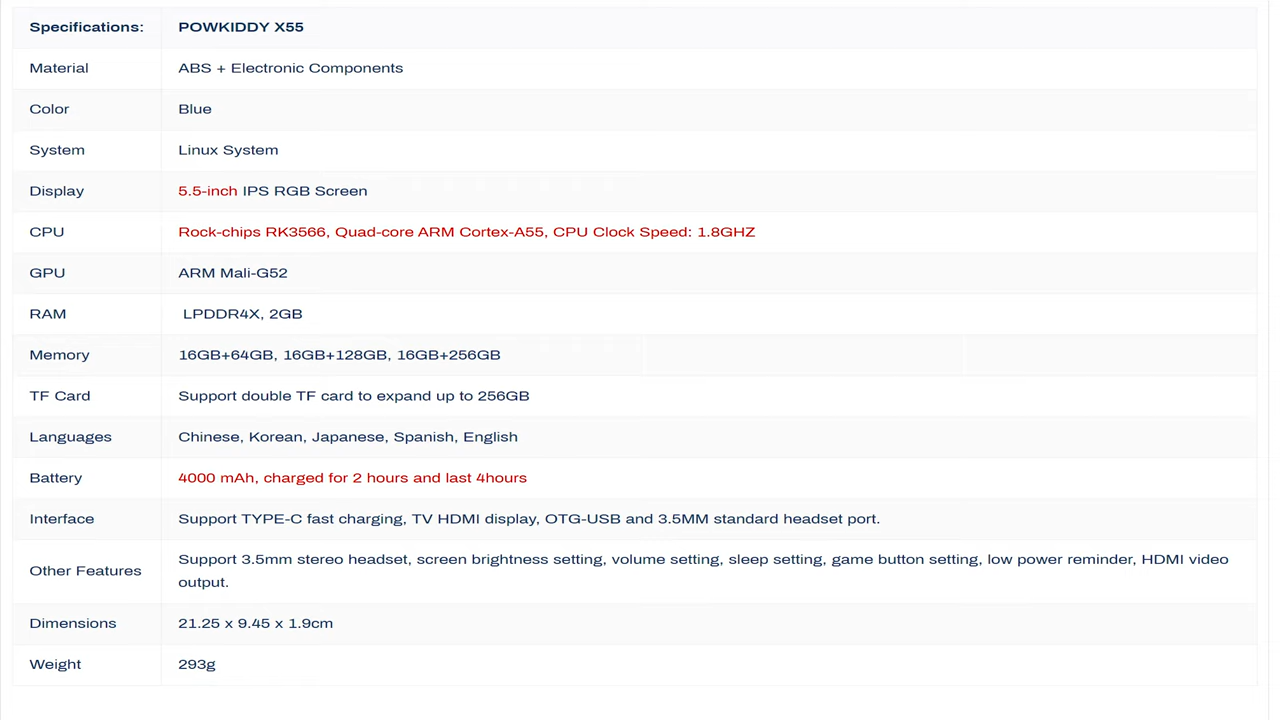 Specifications: POWKIDDY X55
Material ABS + Electronic Components
Color Blue
System Linux System
Display 5.5-inch IPS RGB Screen
CPU Rock-chips RK3566, Quad-core ARM Cortex-A55, CPU Clock Speed: 1.8GHZ
GPU ARM Mali-G52
RAM LPDDR4X, 2GB
Memory 16GB+64GB, 16GB+128GB, 16GB+256GB
TF Card Support double TF card to expand up to 256GB
Languages Chinese, Korean, Japanese, Spanish, English
Battery 4000 mAh, charged for 2 hours and last 4hours
Interface Support TYPE-C fast charging, TV HDMI display, OTG-USB and 3.5MM standard headset port.
Other Features Support 3.5mm stereo headset, screen brightness setting, volume setting, sleep setting, game button setting, low power reminder, HDMI video
output.
Dimensions 21.25 x 9.45 x 1.9cm
Weight 293g